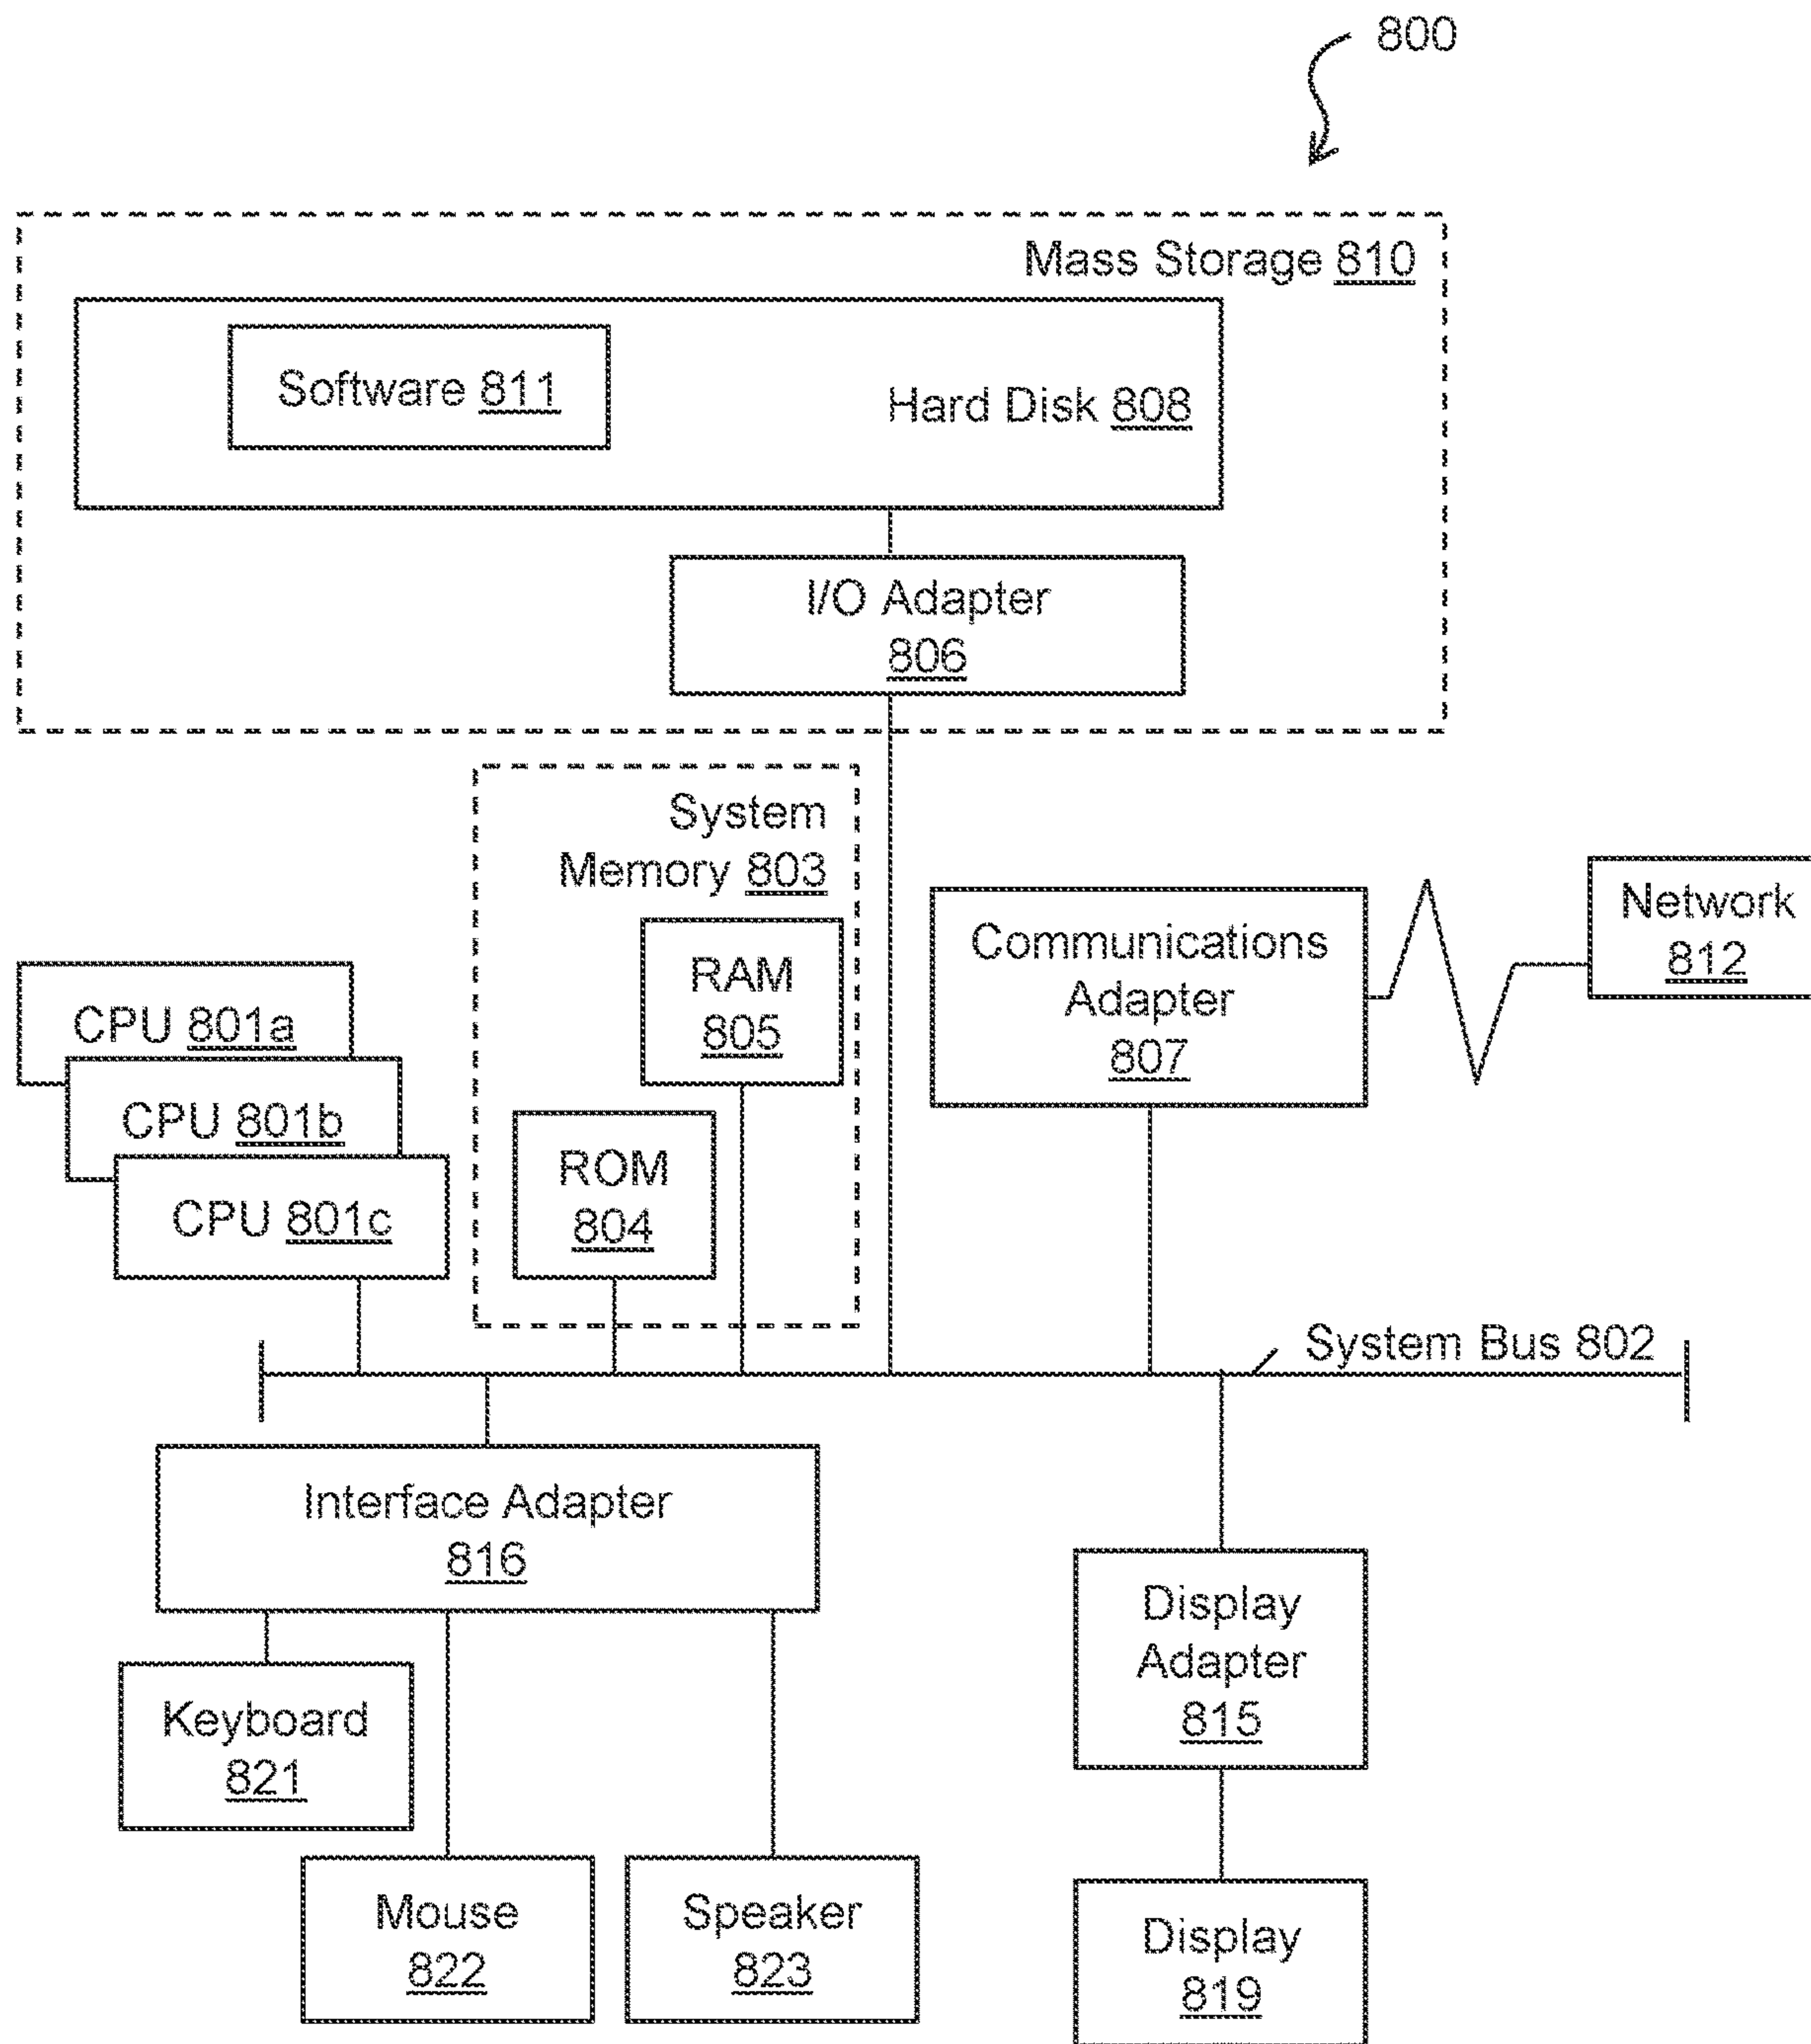 800
Mass Storage 810
Software 811
Hard Disk 808
I/O Adapter
806
System
Memory 803
RAM
805
ROM
804
CPU 801a
CPU 801b
CPU 801c
Communications
Adapter
807
Network
812
System Bus 802
Interface Adapter
816
Keyboard
821
Mouse
822
Speaker
823
Display
Adapter
815
Display
819